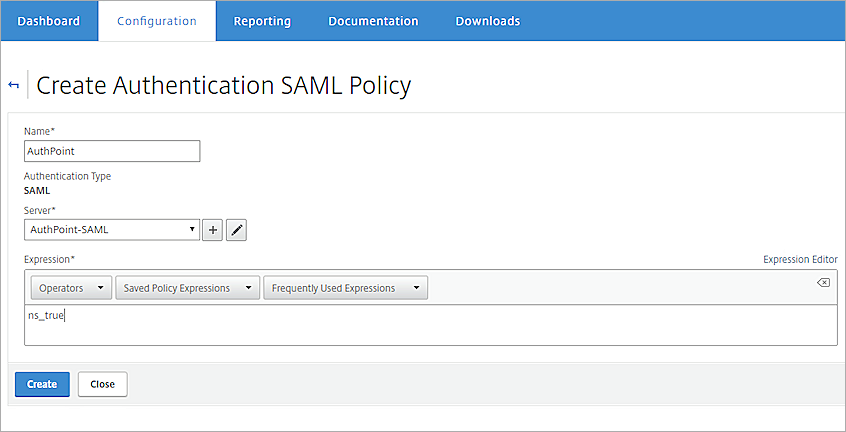 Dashboard Configuration Reporting Documentation Downloads
Create Authentication SAML Policy
Name*
AuthPoint
Authentication Type
SAML
Server*
AuthPoint-SAML
Expression* Expression Editor
Operators Saved Policy Expressions Frequently Used Expressions
ns_true
Create Close